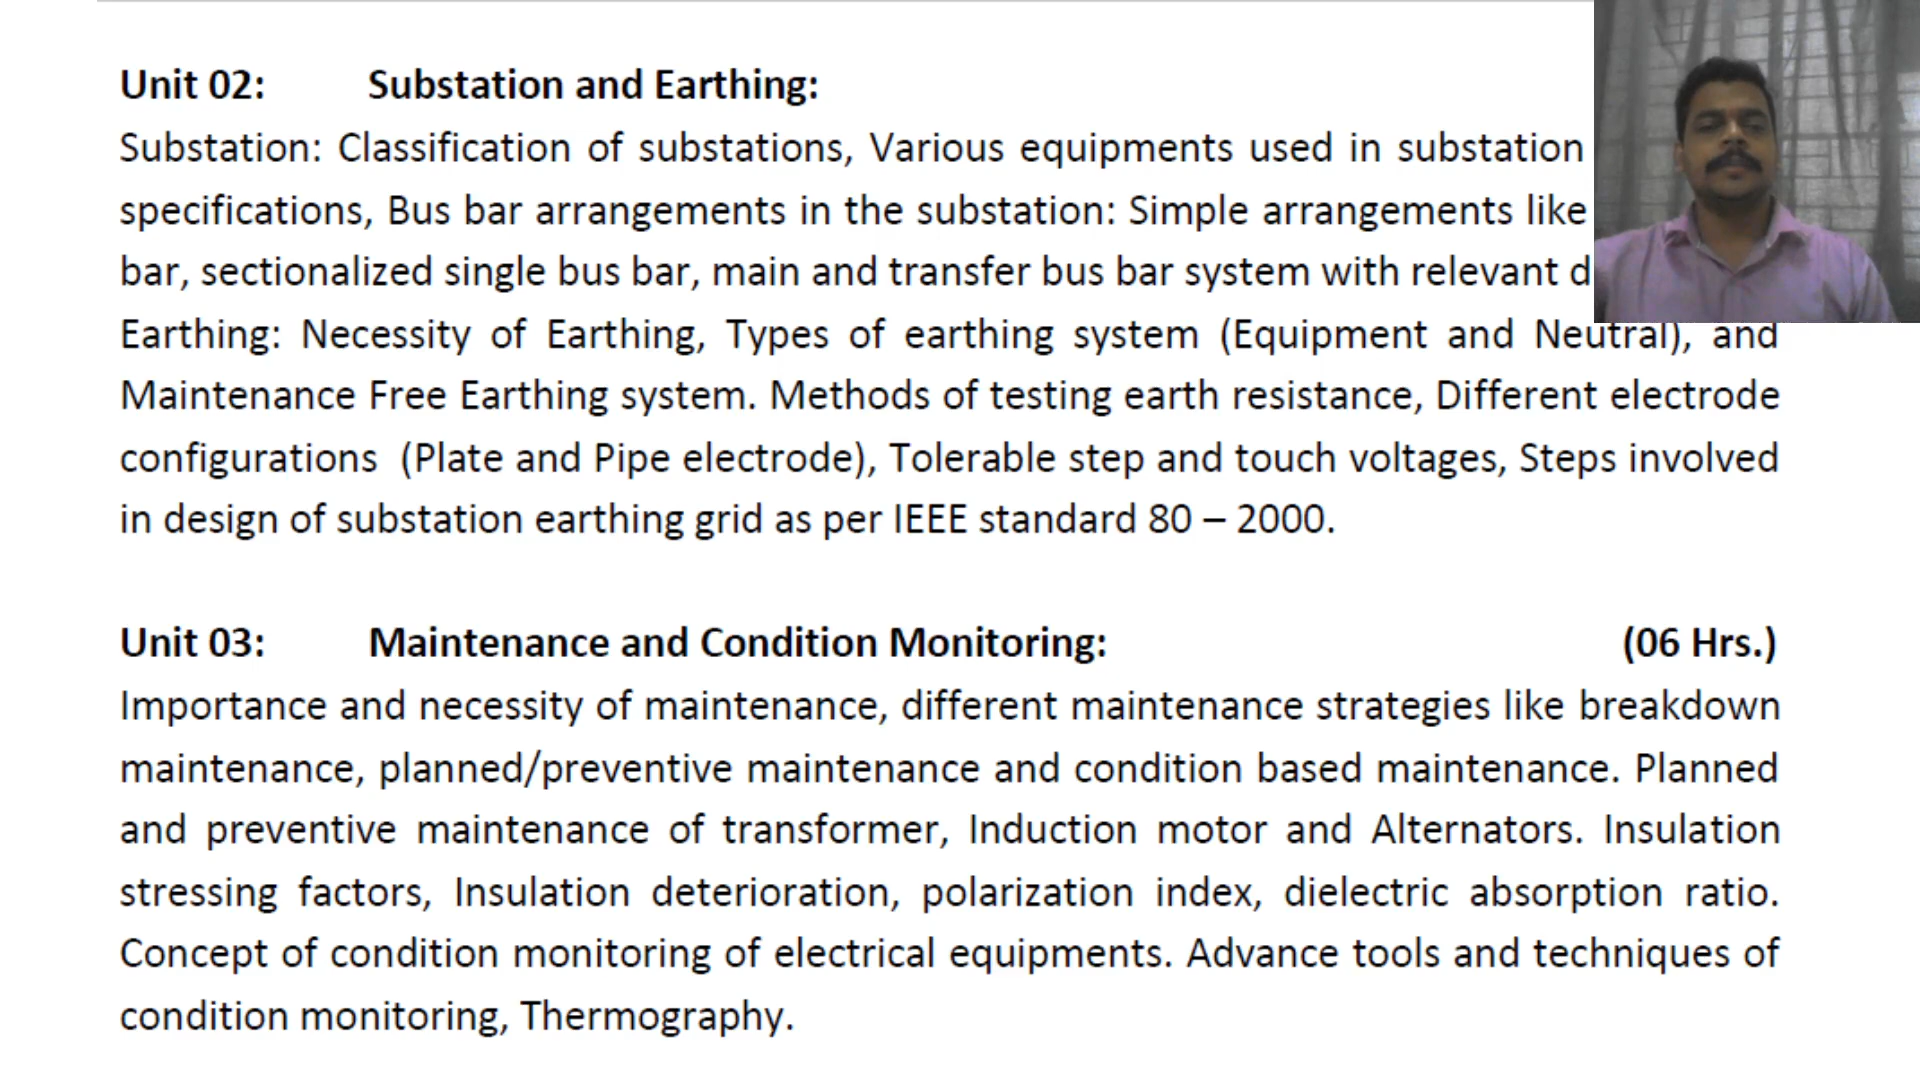 Unit 02: Substation and Earthing:
Substation: Classification of substations, Various equipments used in substation
specifications, Bus bar arrangements in the substation: Simple arrangements like
bar, sectionalized single bus bar, main and transfer bus bar system with relevant
Earthing: Necessity of Earthing, Types of earthing system (Equipment and Neutral), and
Maintenance Free Earthing system. Methods of testing earth resistance, Different electrode
configurations (Plate and Pipe electrode), Tolerable step and touch voltages, Steps involved
in design of substation earthing grid as per IEEE standard 80 – 2000.
Unit 03: Maintenance and Condition Monitoring: (06 Hrs.)
Importance and necessity of maintenance, different maintenance strategies like breakdown
maintenance, planned/preventive maintenance and condition based maintenance. Planned
and preventive maintenance of transformer, Induction motor and Alternators. Insulation
stressing factors, Insulation deterioration, polarization index, dielectric absorption ratio.
Concept of condition monitoring of electrical equipments. Advance tools and techniques of
condition monitoring, Thermography.